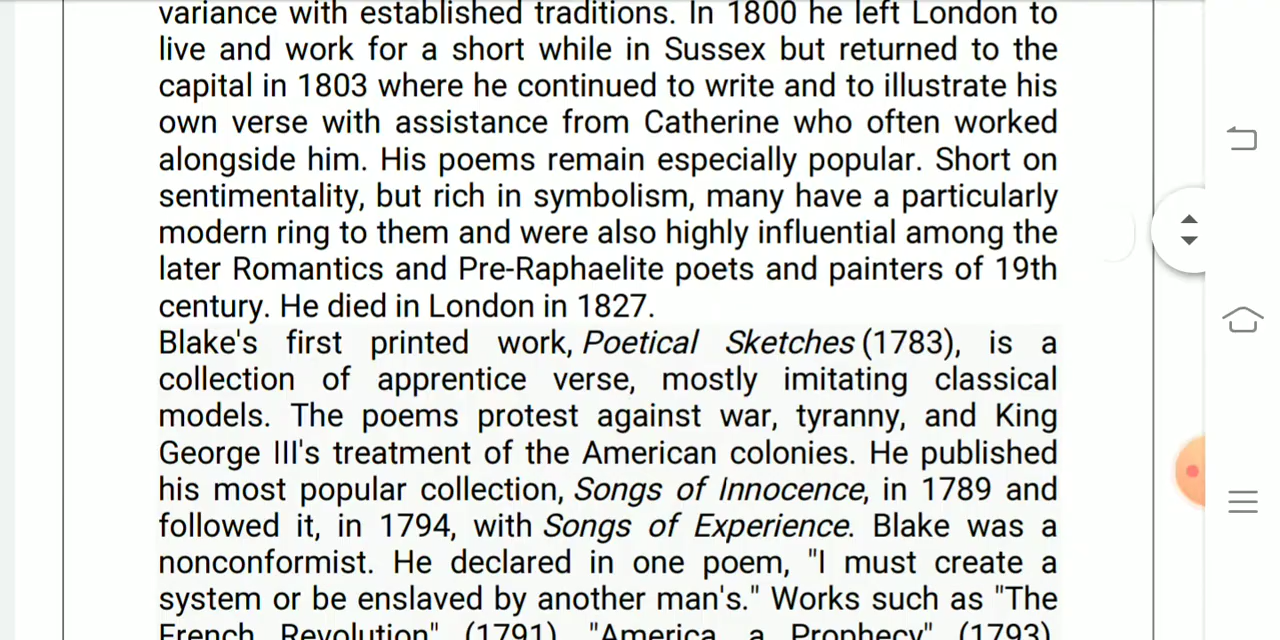 variance with established traditions. In 1800 he left London to
live and work for a short while in Sussex but returned to the
capital in 1803 where he continued to write and to illustrate his
own verse with assistance from Catherine who often worked
alongside him. His poems remain especially popular. Short on
sentimentality, but rich in symbolism, many have a particularly
modern ring to them and were also highly influential among the
later Romantics and Pre-Raphaelite poets and painters of 19th
century. He died in London in 1827.
Blake's first printed work, Poetical Sketches (1783), is a
collection of apprentice verse, mostly imitating classical
models. The poems protest against war, tyranny, and King
George III's treatment of the American colonies. He published
his most popular collection, Songs of Innocence, in 1789 and
followed it, in 1794, with Songs of Experience. Blake was a
nonconformist. He declared in one poem, "I must create a
system or be enslaved by another man's." Works such as "The
French Revolution" (1791), "America, a Prophecy" (1793),